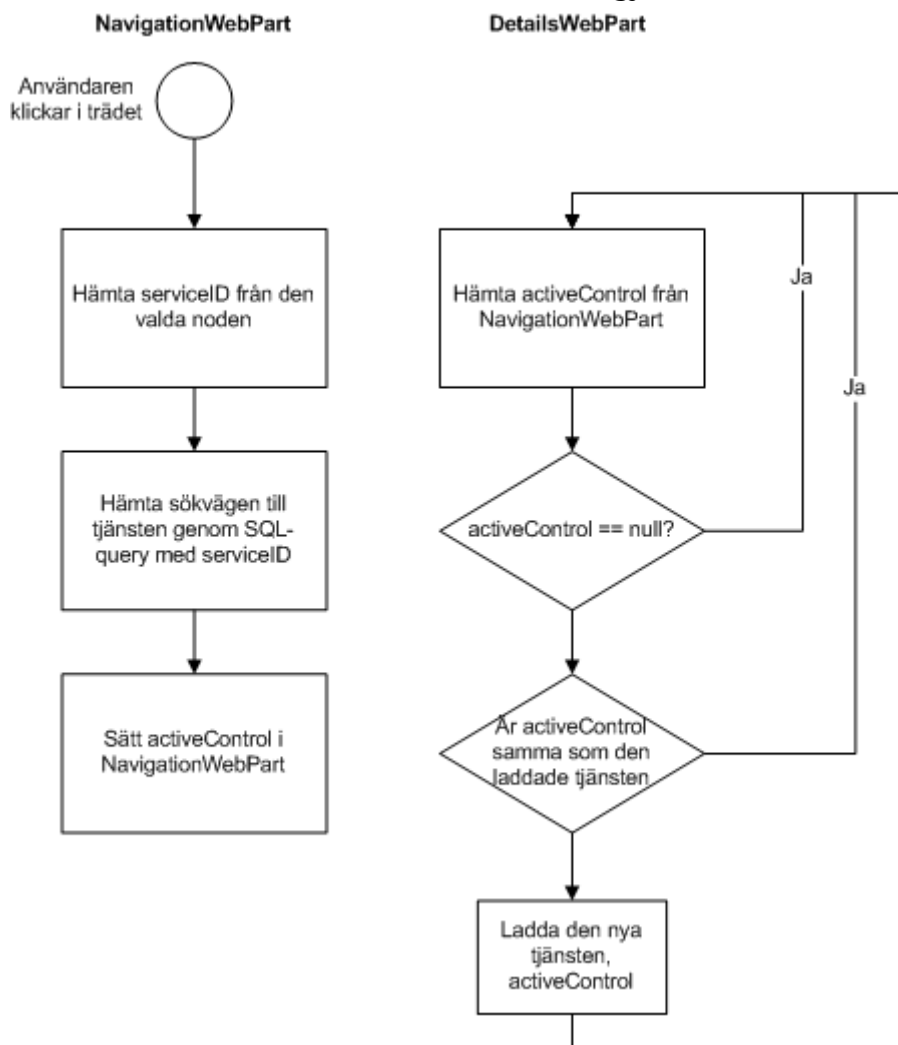 NavigationWebPart
Användaren
klickar i trädet
Hämta serviceID från den
valda noden
Hämta sökvägen till
tjänsten genom SQL-
query med serviceID
Sätt activeControl i
NavigationWebPart
DetailsWebPart
Hämta activeControl från
NavigationWebPart
Ja
activeControl == null?
Ja
Är activeControl
samma som den
laddade tjänsten
Ladda den nya
tjänsten,
activeControl